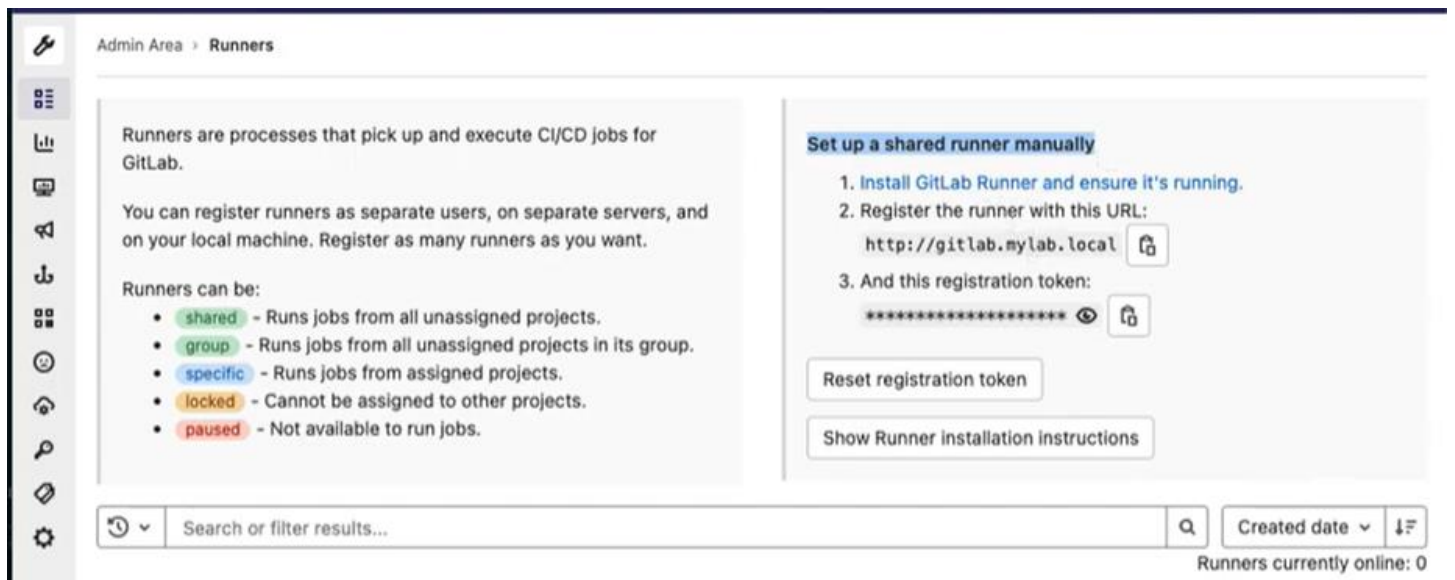 Admin Area > Runners
Runners are processes that pick up and execute CI/CD jobs for
GitLab.
You can register runners as separate users, on separate servers, and
on your local machine. Register as many runners as you want.
Runners can be:
• shared - Runs jobs from all unassigned projects.
• group - Runs jobs from all unassigned projects in its group.
• specific - Runs jobs from assigned projects.
• locked - Cannot be assigned to other projects.
• paused - Not available to run jobs.
Set up a shared runner manually
1. Install GitLab Runner and ensure it's running.
2. Register the runner with this URL:
http://gitlab.mylab.local
3. And this registration token:
********************
Reset registration token
Show Runner installation instructions
Search or filter results...
Created date
Runners currently online: 0